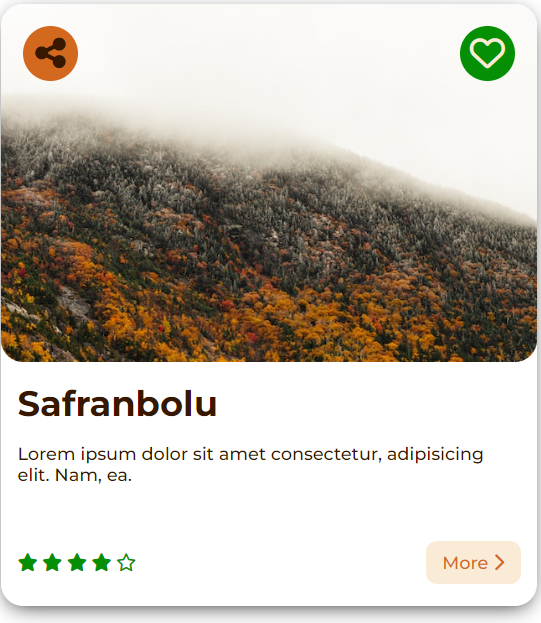 Safranbolu
Lorem ipsum dolor sit amet consectetur, adipisicing
elit. Nam, ea.
More